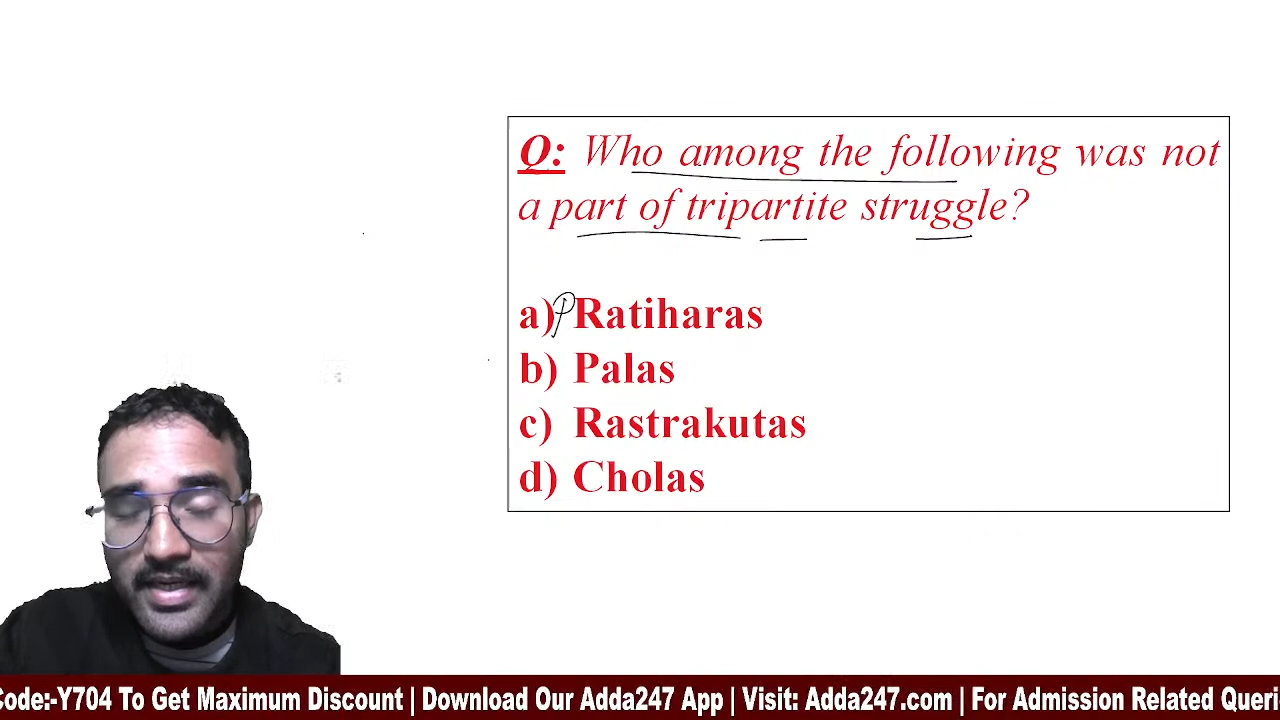 Q: Who among the following was not
a part of tripartite struggle?
a) PRatiharas
b) Palas
c) Rastrakutas
d) Cholas
Code:-Y704 To Get Maximum Discount | Download Our Adda247 App | Visit: Adda247.com | For Admission Related Queri